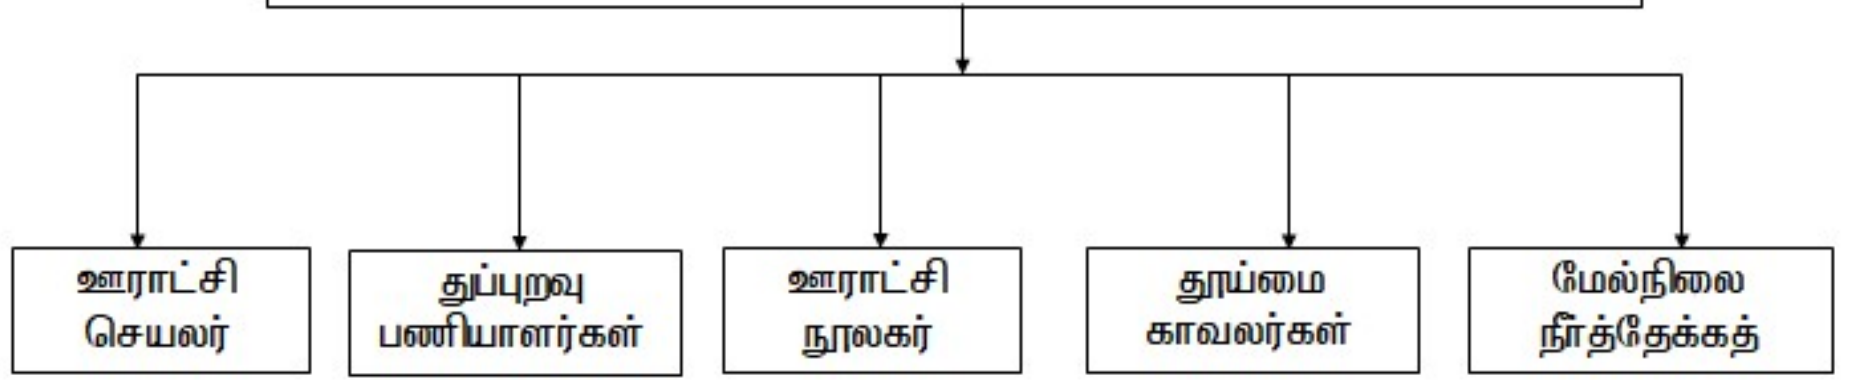 ஊராட்சி
செயலர்
துப்புறவு
பணியாளர்கள்
ஊராட்சி
நூலகர்
தூய்மை
காவலர்கள்
மேல்நிலை
நீர்த்தேக்கத்